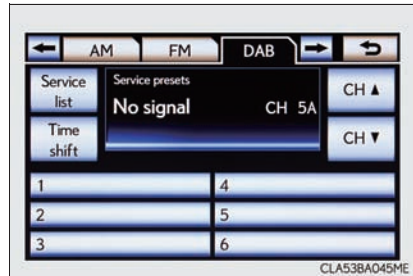 AM FM DAB
Service list
Service presets
No signal CH 5A
CH ▲
Time shift
CH ▼
1 4
2 5
3 6
CLA53BA045ME